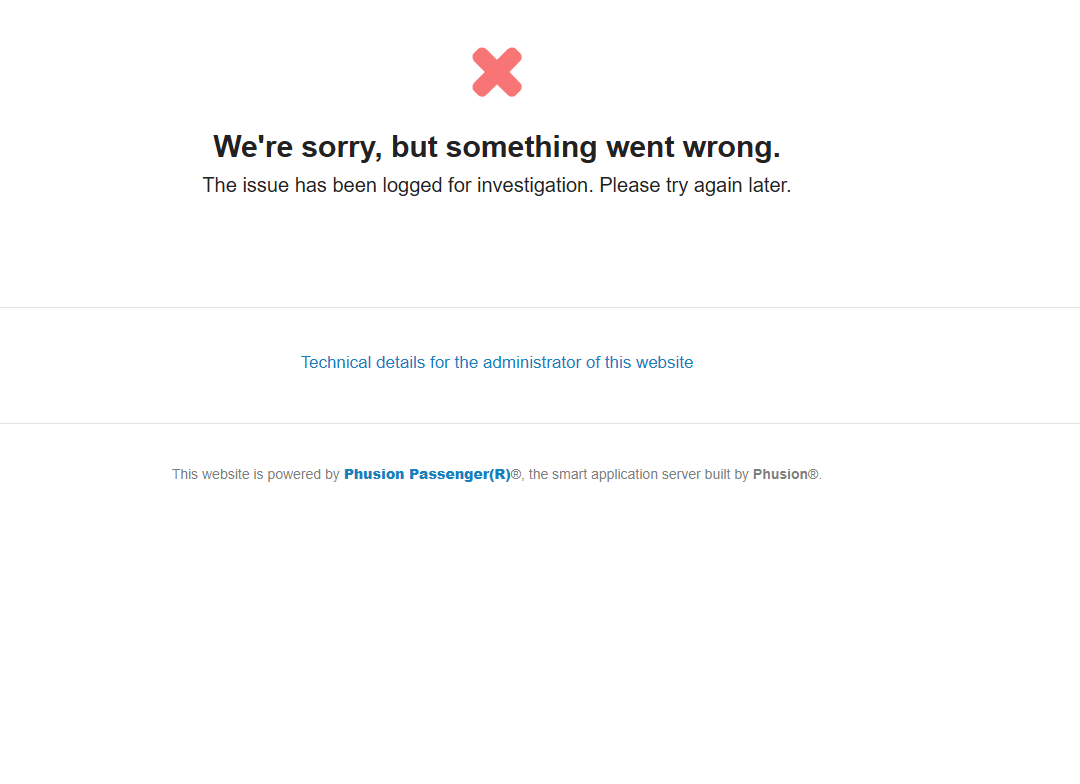 We're sorry, but something went wrong.
The issue has been logged for investigation. Please try again later.
Technical details for the administrator of this website
This website is powered by Phusion Passenger(R)®, the smart application server built by Phusion®.